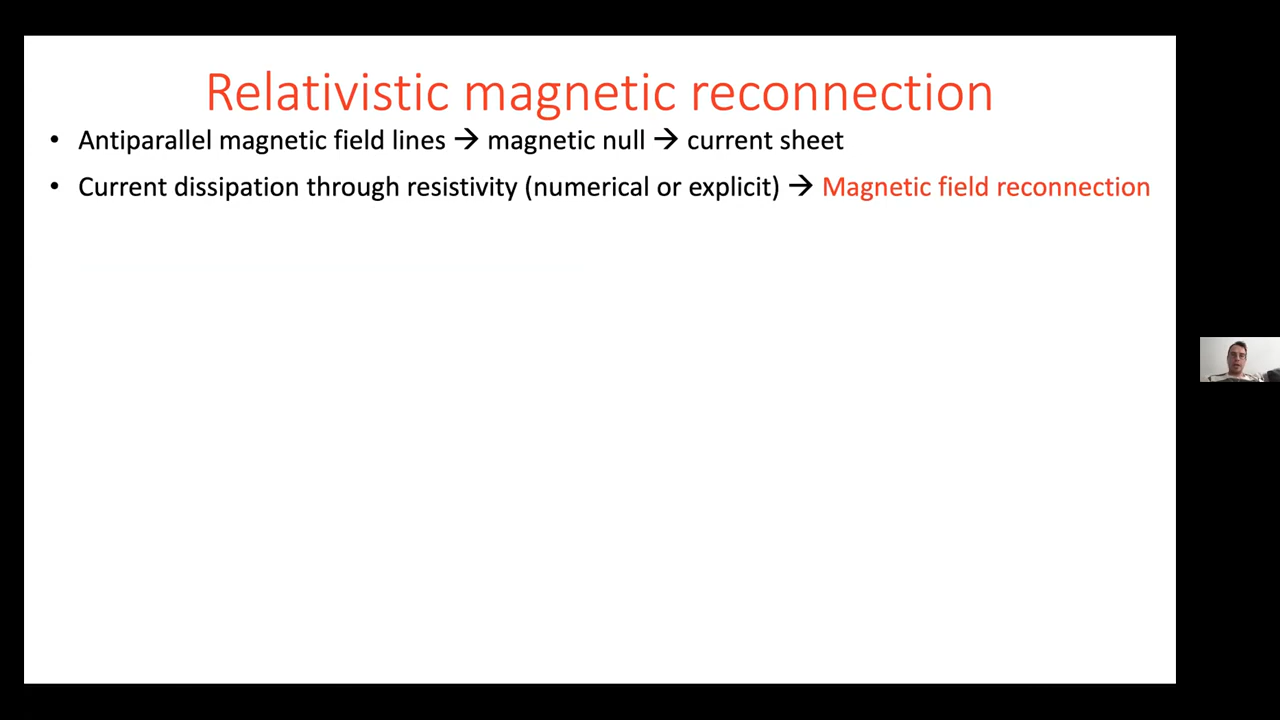 Relativistic magnetic reconnection
• Antiparallel magnetic field lines → magnetic null → current sheet
• Current dissipation through resistivity (numerical or explicit) → Magnetic field reconnection